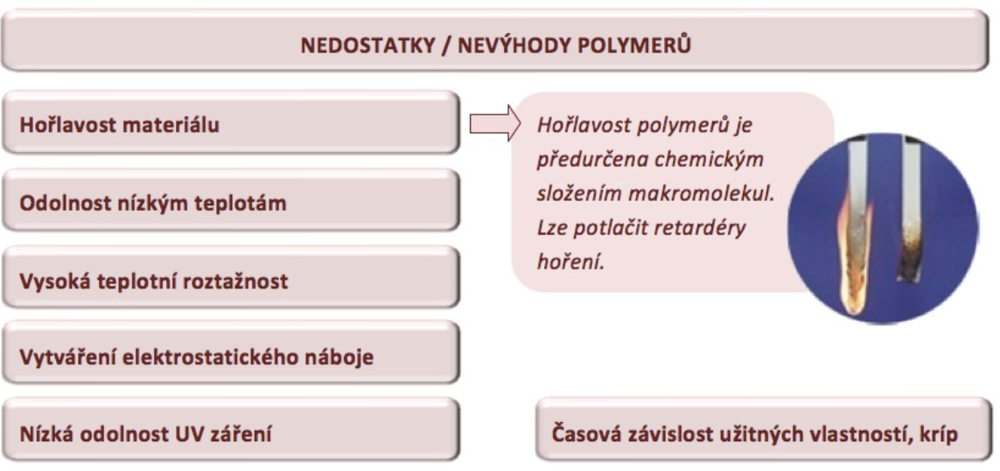 NEDOSTATKY / NEVÝHODY POLYMERŮ
Hořlavost materiálu
Hořlavost polymerů je
předurčena chemickým
složením makromolekul.
Lze potlačit retardéry
hoření.
Odolnost nízkým teplotám
Vysoká teplotní roztažnost
Vytváření elektrostatického náboje
Nízká odolnost UV záření
Časová závislost užitných vlastností, kríp